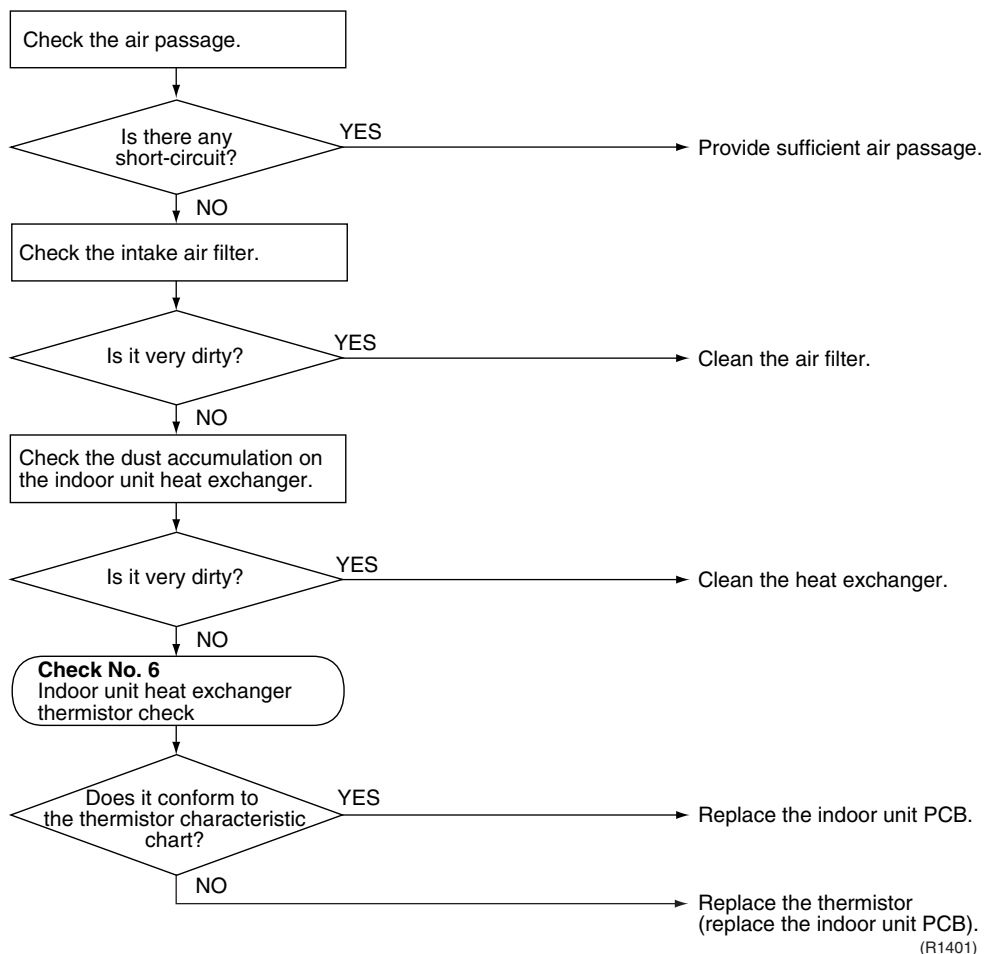 Check the air passage.
Is there any
short-circuit?
YES
Provide sufficient air passage.
NO
Check the intake air filter.
Is it very dirty?
YES
Clean the air filter.
NO
Check the dust accumulation on
the indoor unit heat exchanger.
Is it very dirty?
YES
Clean the heat exchanger.
NO
Check No. 6
Indoor unit heat exchanger
thermistor check
Does it conform to
the thermistor characteristic
chart?
YES
Replace the indoor unit PCB.
NO
Replace the thermistor
(replace the indoor unit PCB).
(R1401)